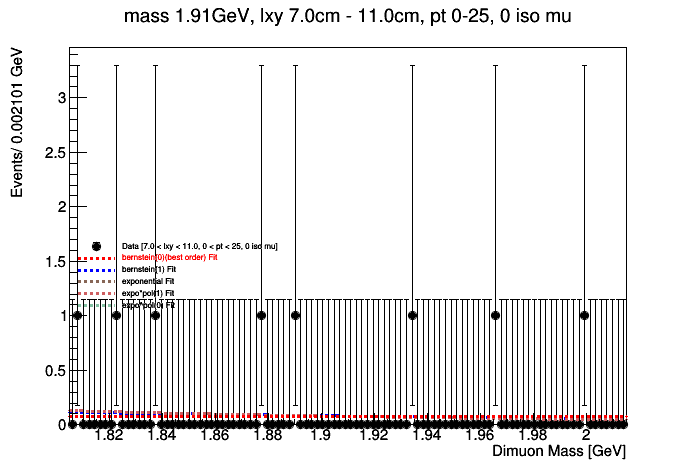 mass 1.91GeV, lxy 7.0cm - 11.0cm, pt 0-25, 0 iso mu
Events/ 0.002101 GeV
3
2.5
2
1.5
1
0.5
0
Data [7.0 < lxy < 11.0, 0 < pt < 25, 0 iso mu]
bernstein[0](best order) Fit
bernstein[1] Fit
exponential Fit
expo*pol(1) Fit
expo*pol(0) Fit
1.82 1.84 1.86 1.88 1.9 1.92 1.94 1.96 1.98 2
Dimuon Mass [GeV]